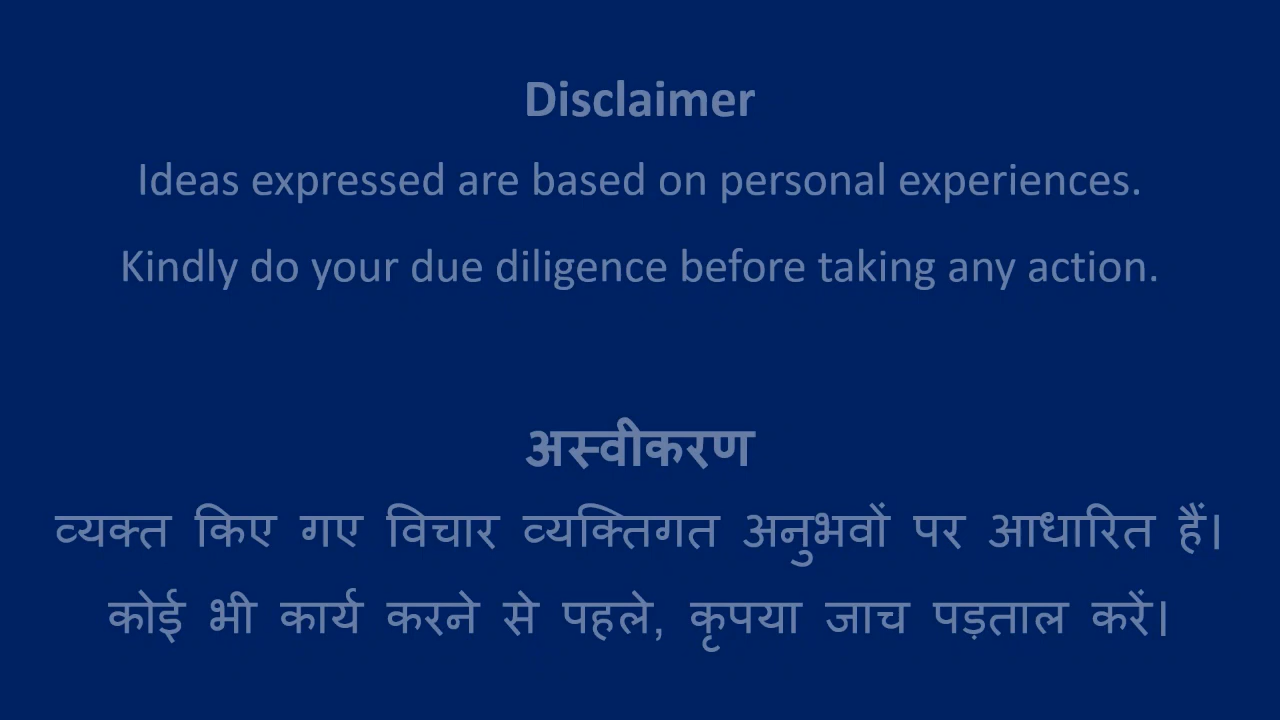 Disclaimer
Ideas expressed are based on personal experiences.
Kindly do your due diligence before taking any action.
अस्वीकरण
व्यक्त किए गए विचार व्यक्तिगत अनुभवों पर आधारित हैं।
कोई भी कार्य करने से पहले, कृपया जाच पड़ताल करें।